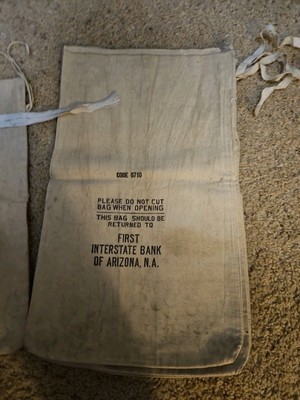 CODE 0710
PLEASE DO NOT CUT
BAG WHEN OPENING
THIS BAG SHOULD BE
RETURNED TO
FIRST
INTERSTATE BANK
OF ARIZONA, N.A.